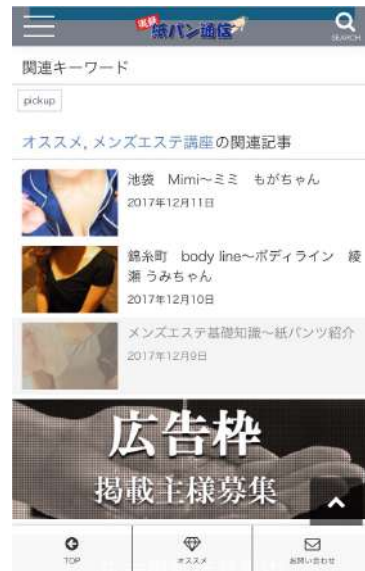 実録
紙パン通信
SEARCH
関連キーワード
pickup
オススメ, メンズエステ講座の関連記事
池袋 Mimi〜ミミ もがちゃん
2017年12月11日
錦糸町 body line〜ボディライン 綾
瀬 うみちゃん
2017年12月10日
メンズエステ基礎知識〜紙パンツ紹介
2017年12月9日
広告枠
掲載主様募集
TOP
オススメ
お問い合わせ